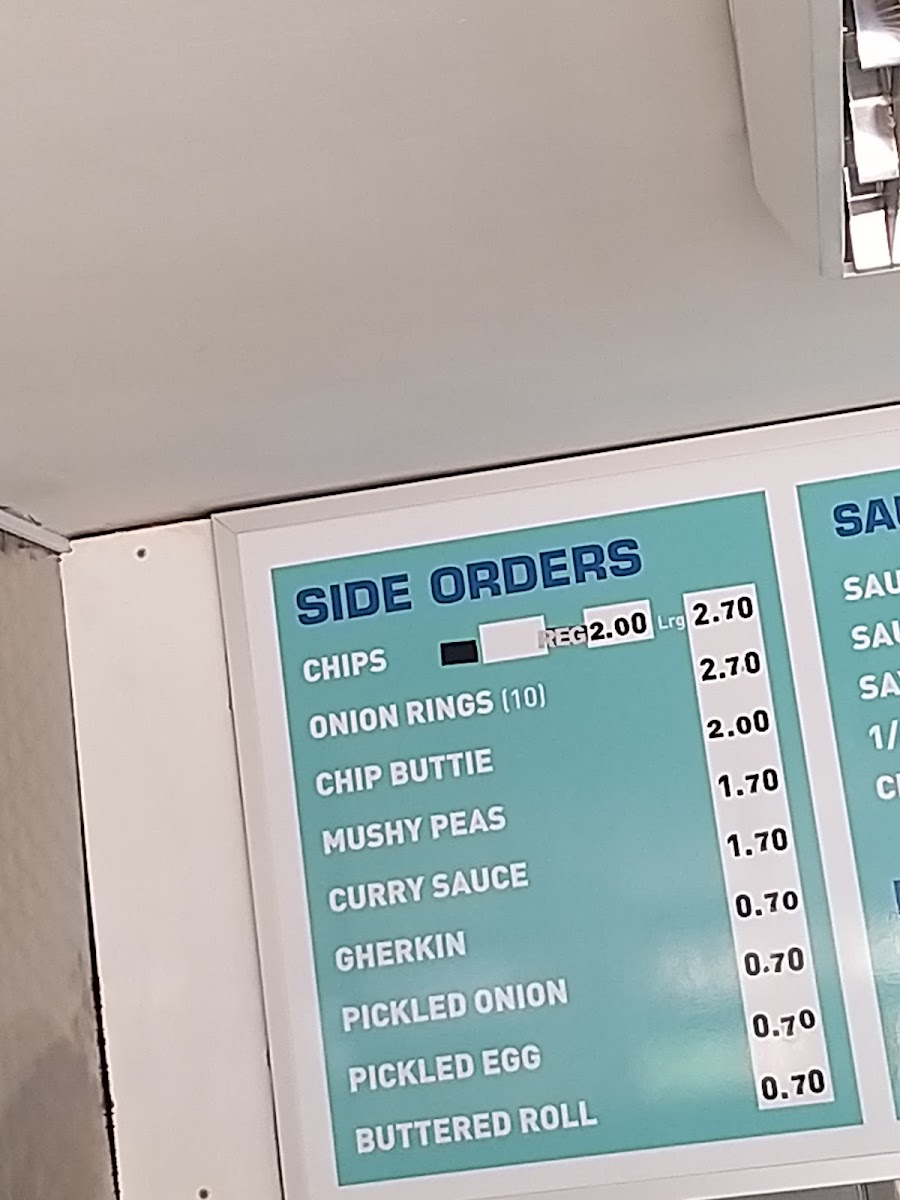 SIDE ORDERS
CHIPS REG 2.00 Lrg 2.70
ONION RINGS (10) 2.70
CHIP BUTTIE 2.00
MUSHY PEAS 1.70
CURRY SAUCE 1.70
GHERKIN 0.70
PICKLED ONION 0.70
PICKLED EGG 0.70
BUTTERED ROLL 0.70